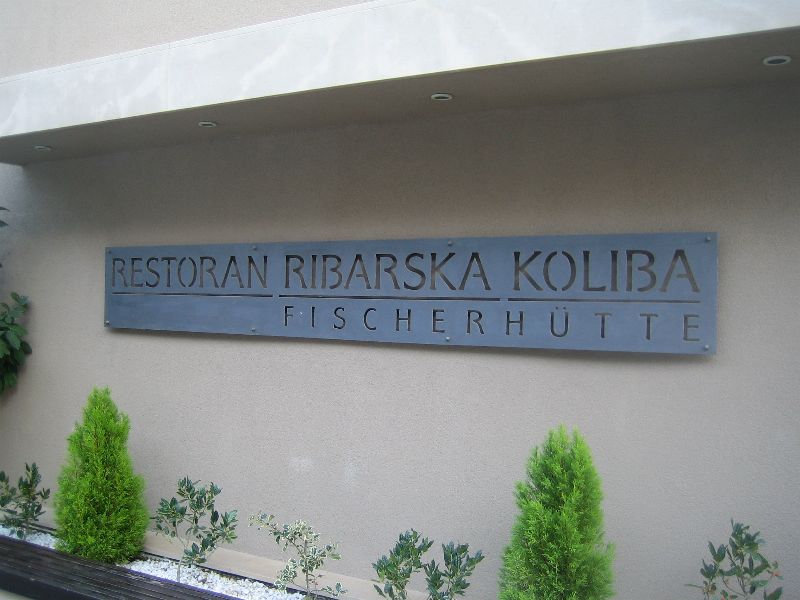 RESTORAN RIBARSKA KOLIBA
FISCHERHÜTTE